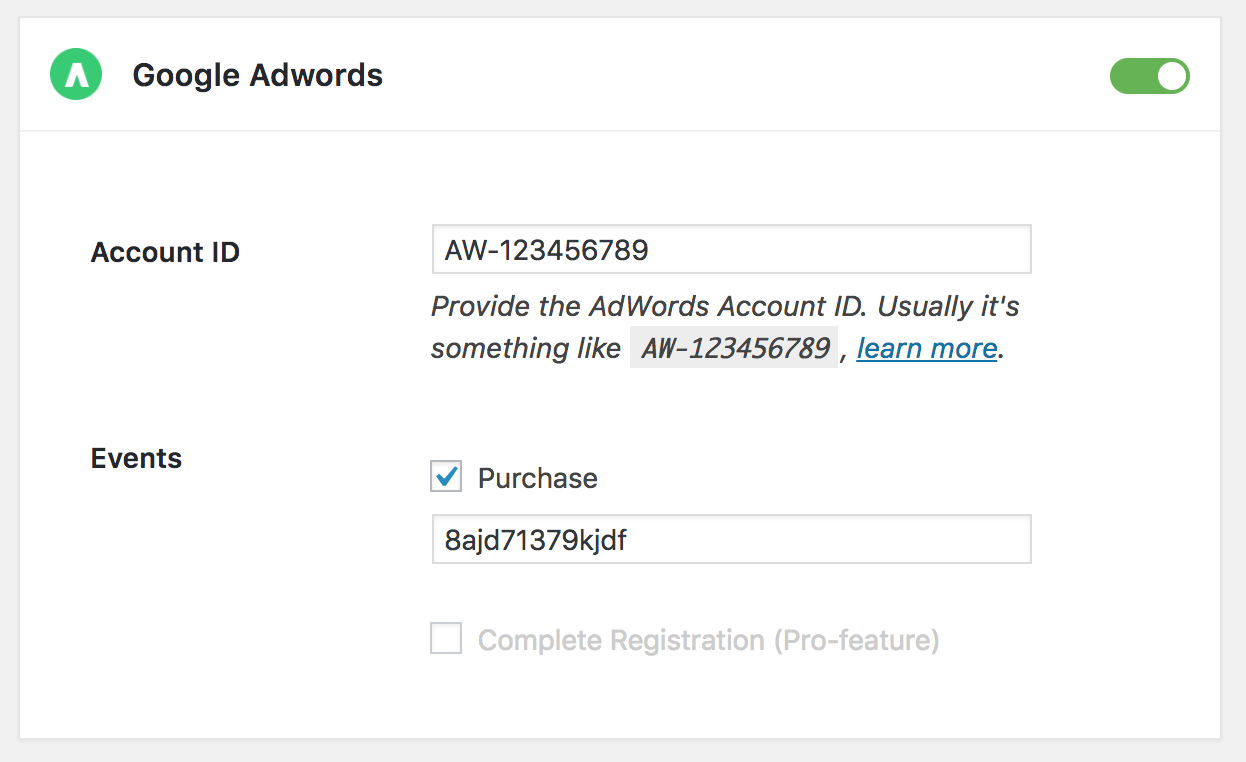 Google Adwords
Account ID
AW-123456789
Provide the AdWords Account ID. Usually it's
something like AW-123456789, learn more.
Events
Purchase
8ajd71379kjdf
Complete Registration (Pro-feature)